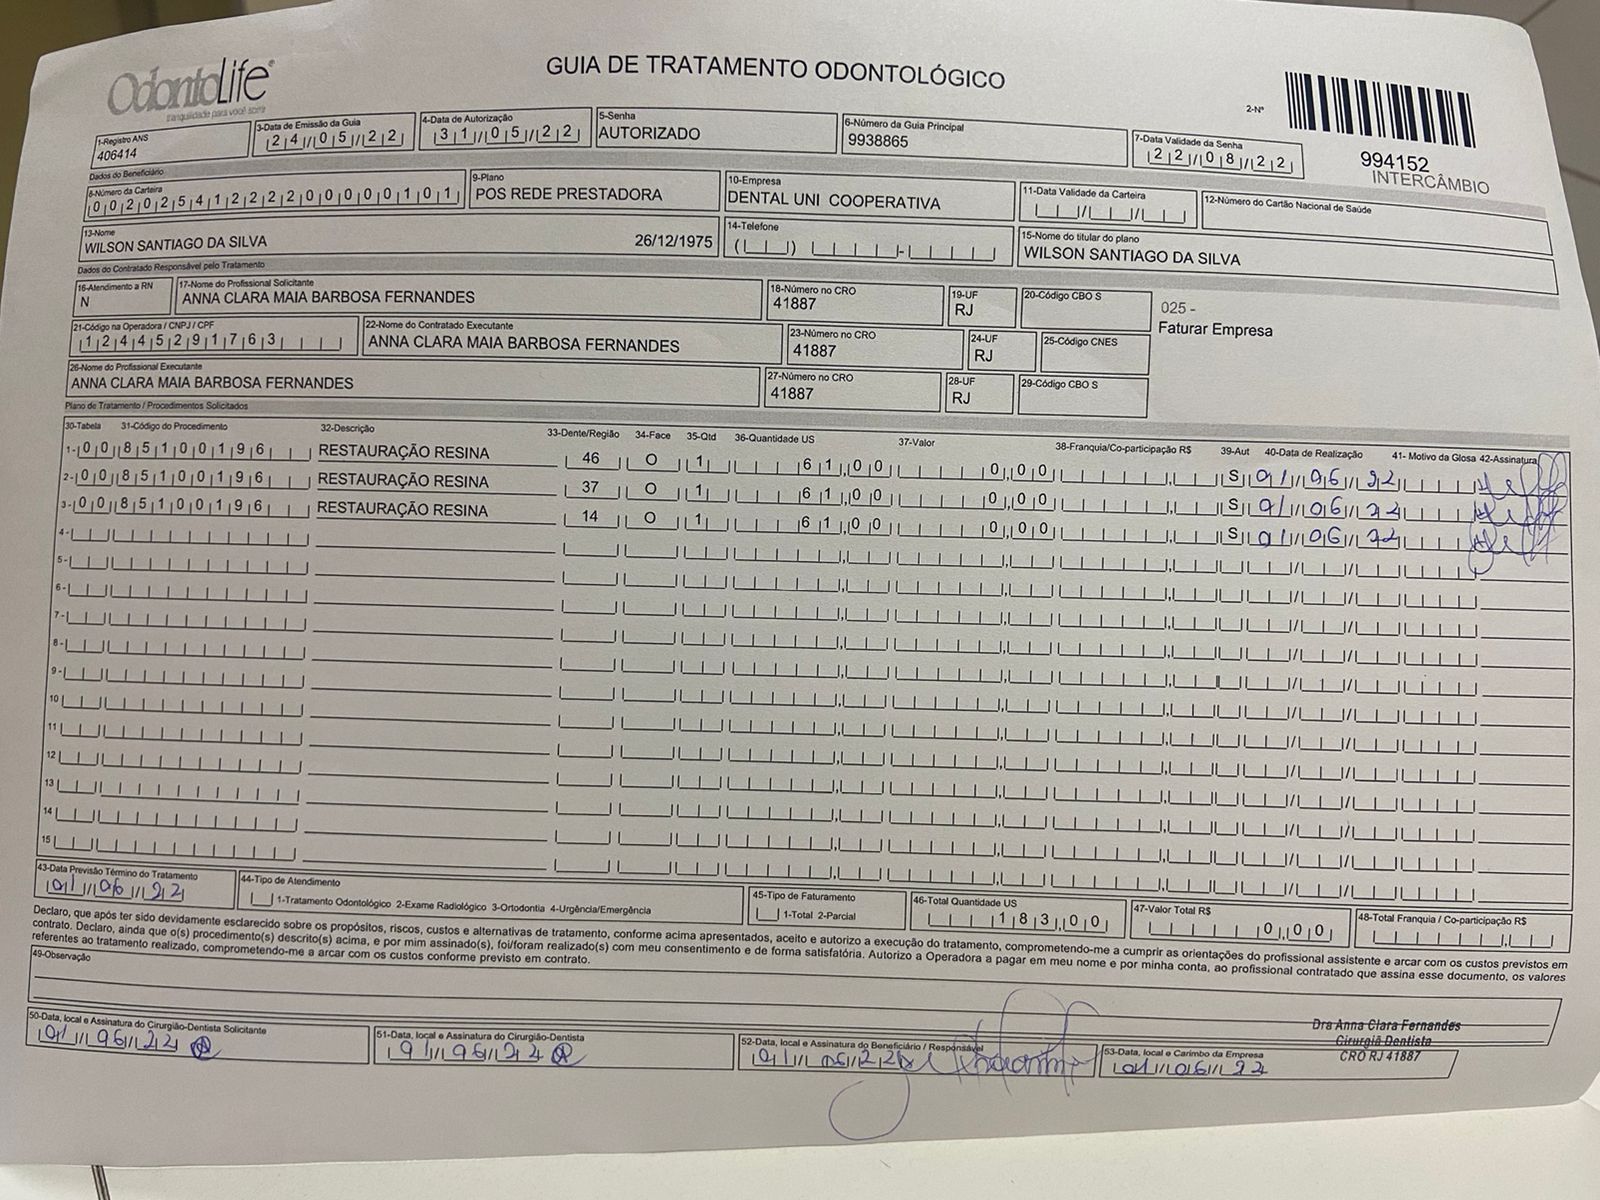 OdontoLife
tranquilidade para você sorrir
GUIA DE TRATAMENTO ODONTOLÓGICO
2-Nº
994152
INTERCÂMBIO
1-Registro ANS
406414
3-Data de Emissão da Guia
24/05/22
4-Data de Autorização
31/05/22
5-Senha
AUTORIZADO
6-Número da Guia Principal
9938865
7-Data Validade da Senha
22/08/22
Dados do Beneficiário
8-Número da Carteira
00202541222200000101
9-Plano
POS REDE PRESTADORA
10-Empresa
DENTAL UNI COOPERATIVA
11-Data Validade da Carteira
12-Número do Cartão Nacional de Saúde
13-Nome
WILSON SANTIAGO DA SILVA 26/12/1975
14-Telefone
15-Nome do titular do plano
WILSON SANTIAGO DA SILVA
Dados do Contratado Responsável pelo Tratamento
16-Atendimento a RN
N
17-Nome do Profissional Solicitante
ANNA CLARA MAIA BARBOSA FERNANDES
18-Número no CRO
41887
19-UF
RJ
20-Código CBO S
025 -
Faturar Empresa
21-Código na Operadora / CNPJ / CPF
12445291763
22-Nome do Contratado Executante
ANNA CLARA MAIA BARBOSA FERNANDES
23-Número no CRO
41887
24-UF
RJ
25-Código CNES
26-Nome do Profissional Executante
ANNA CLARA MAIA BARBOSA FERNANDES
27-Número no CRO
41887
28-UF
RJ
29-Código CBO S
Plano de Tratamento / Procedimentos Solicitados
30-Tabela 31-Código do Procedimento 32-Descrição 33-Dente/Região 34-Face 35-Qtd 36-Quantidade US 37-Valor 38-Franquia/Co-participação R$ 39-Aut 40-Data de Realização 41- Motivo da Glosa 42-Assinatura
1- 00 85100196 RESTAURAÇÃO RESINA 46 O 1 61,00 0,00 S 01/06/22
2- 00 85100196 RESTAURAÇÃO RESINA 37 O 1 61,00 0,00 S 01/06/22
3- 00 85100196 RESTAURAÇÃO RESINA 14 O 1 61,00 0,00 S 01/06/22
4-
5-
6-
7-
8-
9-
10
11
12
13
14
15
43-Data Previsão Término do Tratamento
01/06/22
44-Tipo de Atendimento
1-Tratamento Odontológico 2-Exame Radiológico 3-Ortodontia 4-Urgência/Emergência
45-Tipo de Faturamento
1-Total 2-Parcial
46-Total Quantidade US
183,00
47-Valor Total R$
0,00
48-Total Franquia / Co-participação R$
Declaro, que após ter sido devidamente esclarecido sobre os propósitos, riscos, custos e alternativas de tratamento, conforme acima apresentados, aceito e autorizo a execução do tratamento, comprometendo-me a cumprir as orientações do profissional assistente e arcar com os custos previstos em
contrato. Declaro, ainda que o(s) procedimento(s) descrito(s) acima, e por mim assinado(s), foi/foram realizado(s) com meu consentimento e de forma satisfatória. Autorizo a Operadora a pagar em meu nome e por minha conta, ao profissional contratado que assina esse documento, os valores
referentes ao tratamento realizado, comprometendo-me a arcar com os custos conforme previsto em contrato.
49-Observação
50-Data, local e Assinatura do Cirurgião-Dentista Solicitante
01/06/22
51-Data, local e Assinatura do Cirurgião-Dentista
01/06/22
52-Data, local e Assinatura do Beneficiário / Responsável
01/06/22
53-Data, local e Carimbo da Empresa
01/06/22
Dra Anna Clara Fernandes
Cirurgiã Dentista
CRO RJ 41887